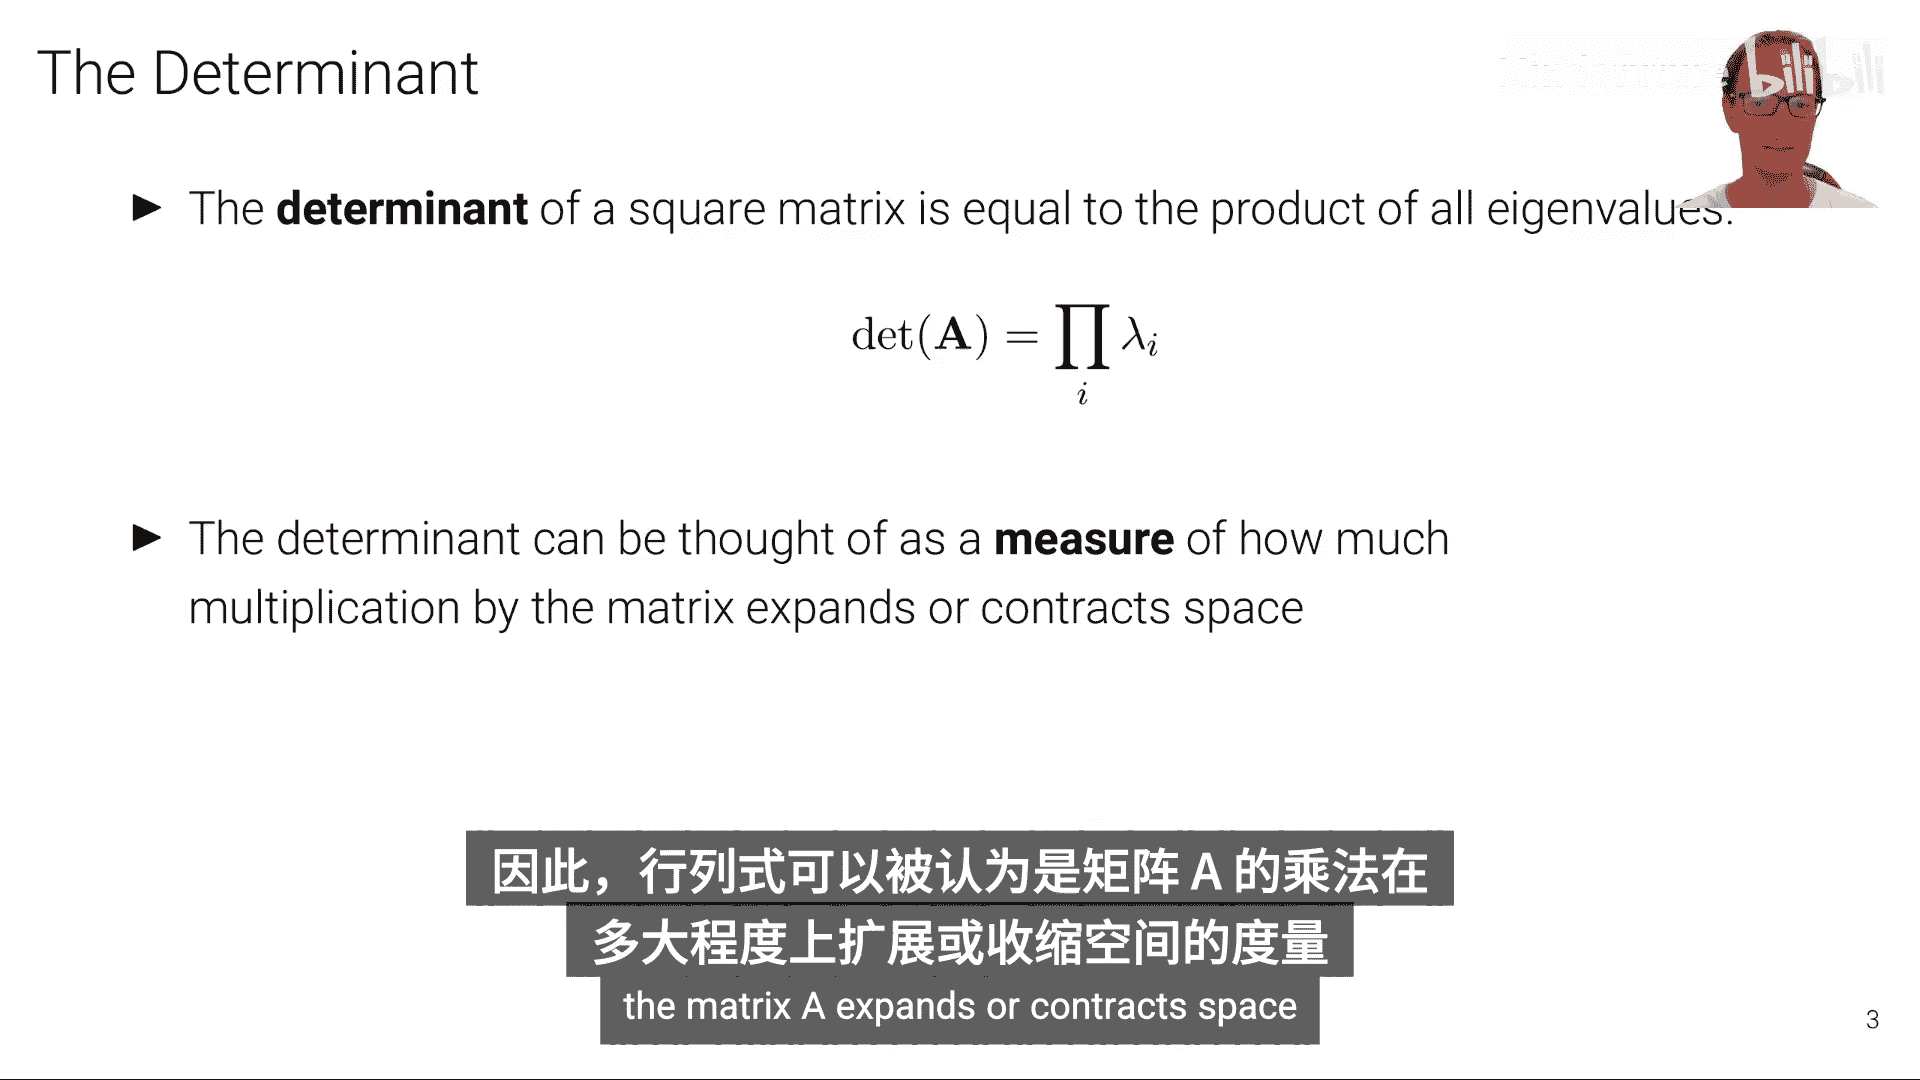 The Determinant
bilibili
▶ The determinant of a square matrix is equal to the product of all eigenvalues:
det(A) = ∏ λᵢ
i
▶ The determinant can be thought of as a measure of how much
multiplication by the matrix expands or contracts space
因此，行列式可以被认为是矩阵 A 的乘法在
多大程度上扩展或收缩空间的度量
the matrix A expands or contracts space
3